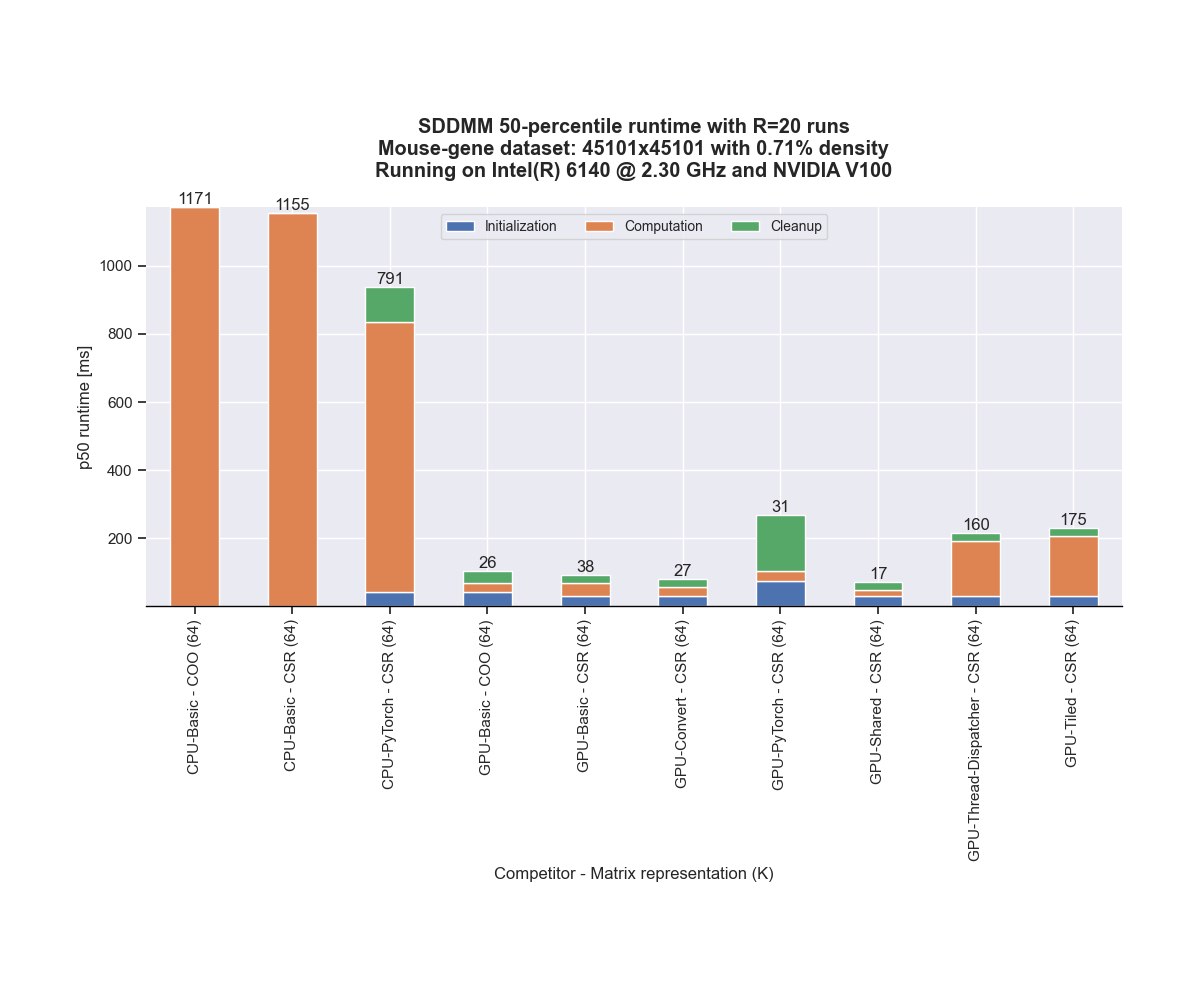 SDDMM 50-percentile runtime with R=20 runs
Mouse-gene dataset: 45101x45101 with 0.71% density
Running on Intel(R) 6140 @ 2.30 GHz and NVIDIA V100
Initialization
Computation
Cleanup
1171
1155
791
26
38
27
31
17
160
175
p50 runtime [ms]
1000
800
600
400
200
CPU-Basic - COO (64)
CPU-Basic - CSR (64)
CPU-PyTorch - CSR (64)
GPU-Basic - COO (64)
GPU-Basic - CSR (64)
GPU-Convert - CSR (64)
GPU-PyTorch - CSR (64)
GPU-Shared - CSR (64)
GPU-Thread-Dispatcher - CSR (64)
GPU-Tiled - CSR (64)
Competitor - Matrix representation (K)